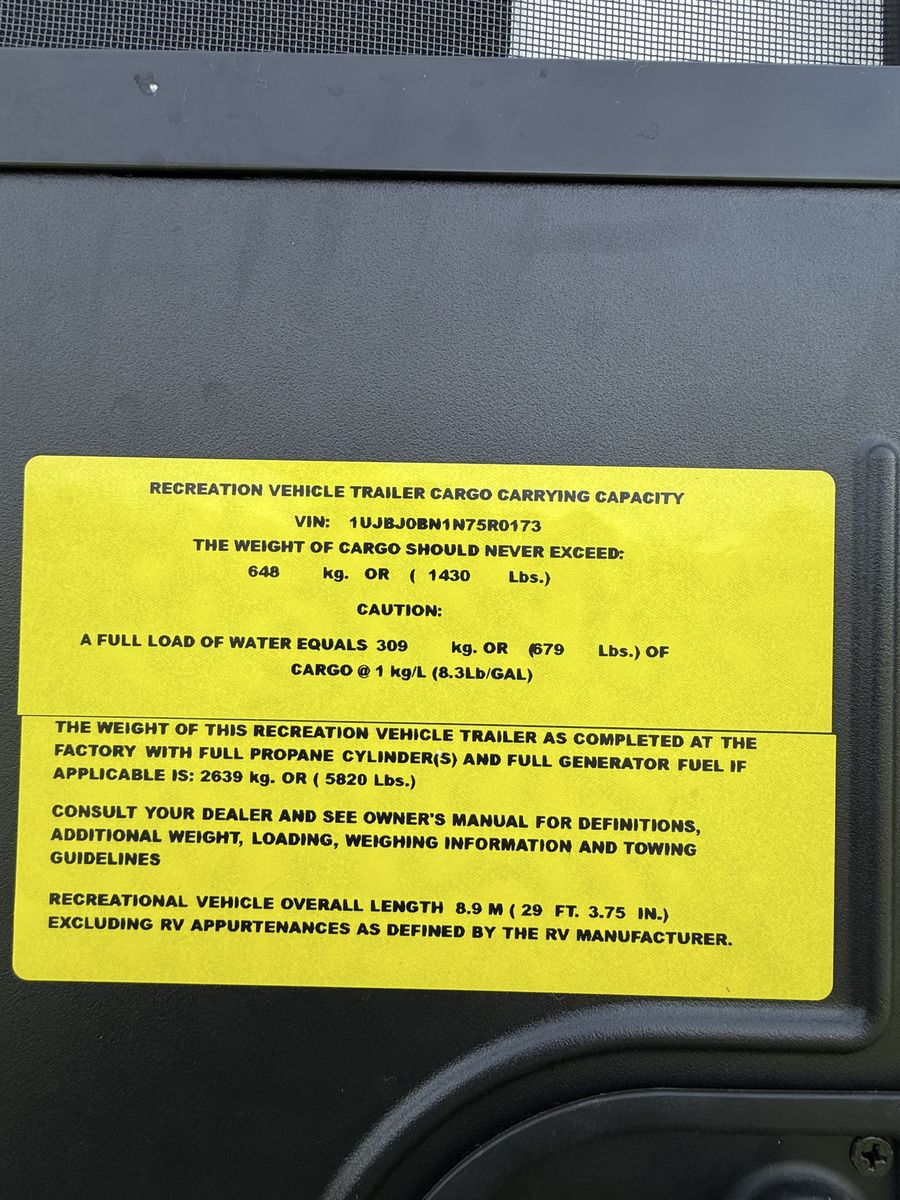 RECREATION VEHICLE TRAILER CARGO CARRYING CAPACITY
VIN: 1UJBJ0BN1N75R0173
THE WEIGHT OF CARGO SHOULD NEVER EXCEED:
648 kg. OR ( 1430 Lbs.)
CAUTION:
A FULL LOAD OF WATER EQUALS 309 kg. OR (679 Lbs.) OF
CARGO @ 1 kg/L (8.3Lb/GAL)
THE WEIGHT OF THIS RECREATION VEHICLE TRAILER AS COMPLETED AT THE
FACTORY WITH FULL PROPANE CYLINDER(S) AND FULL GENERATOR FUEL IF
APPLICABLE IS: 2639 kg. OR ( 5820 Lbs.)
CONSULT YOUR DEALER AND SEE OWNER'S MANUAL FOR DEFINITIONS,
ADDITIONAL WEIGHT, LOADING, WEIGHING INFORMATION AND TOWING
GUIDELINES
RECREATIONAL VEHICLE OVERALL LENGTH 8.9 M ( 29 FT. 3.75 IN.)
EXCLUDING RV APPURTENANCES AS DEFINED BY THE RV MANUFACTURER.